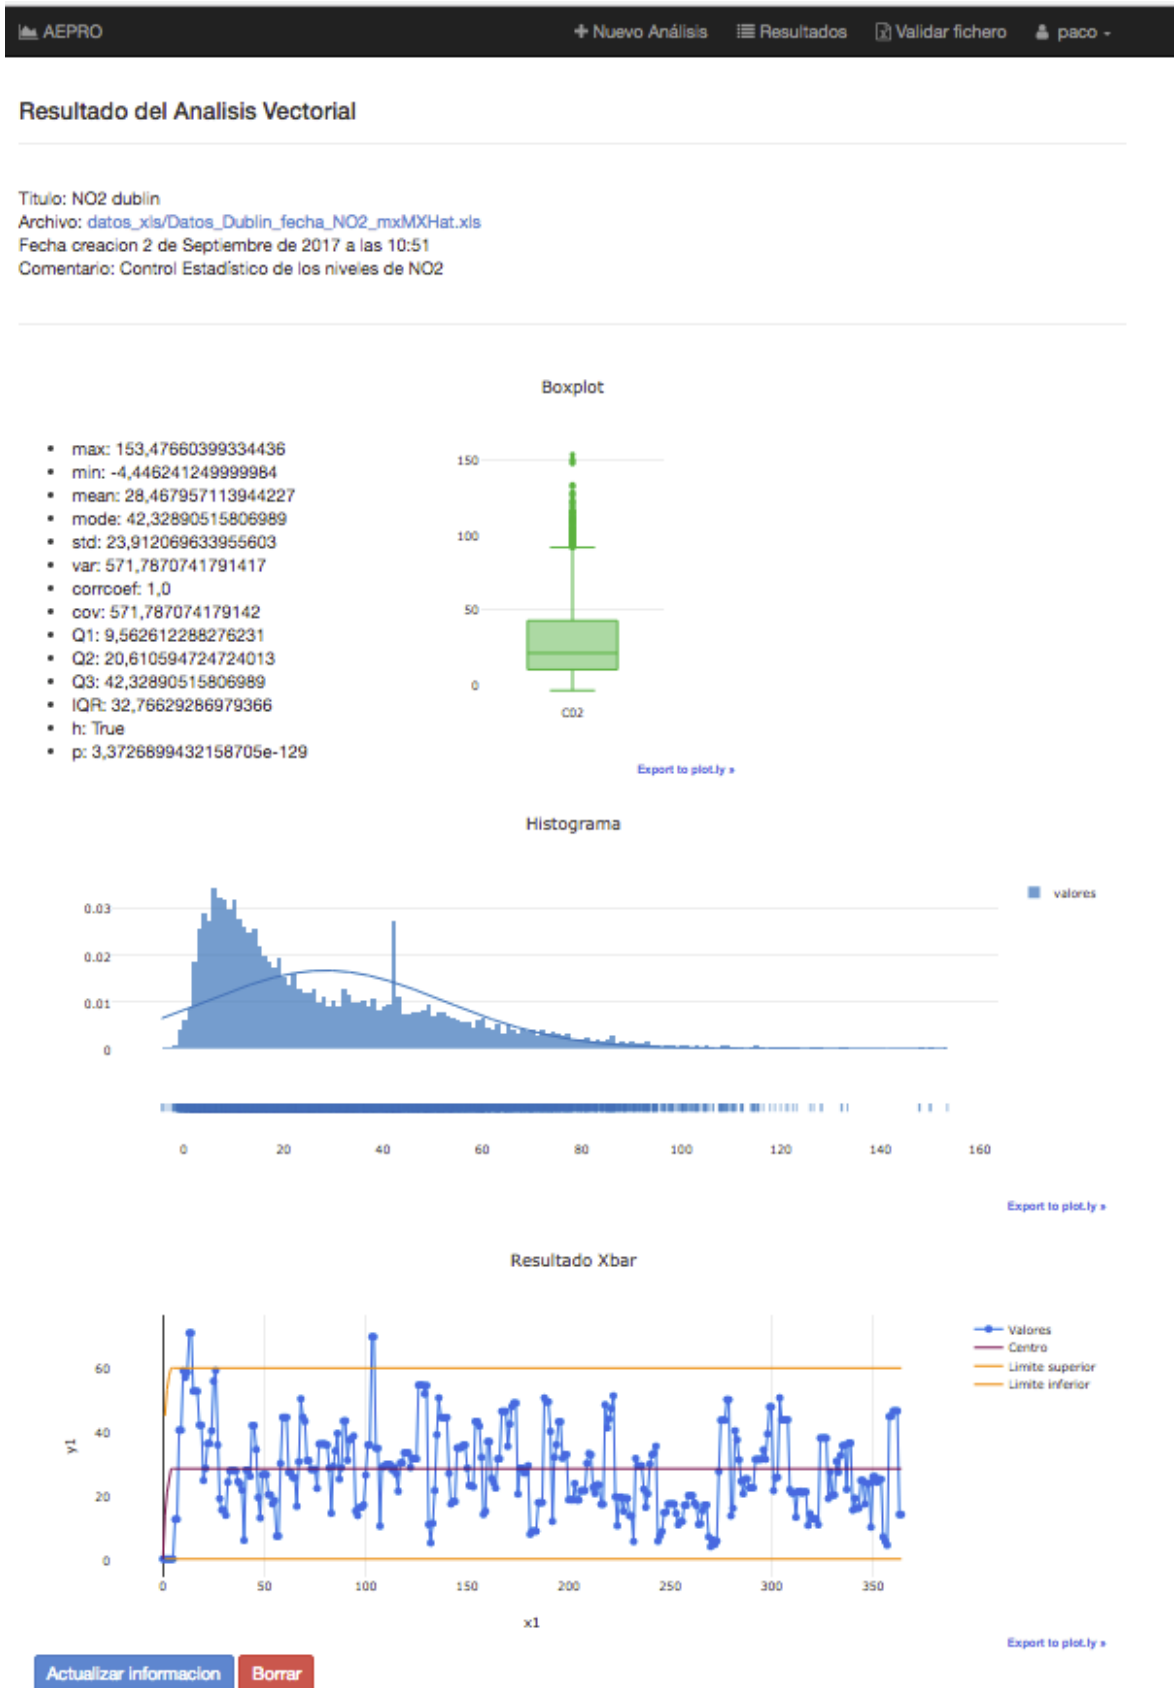 AEPRO
Nuevo Análisis
Resultados
Validar fichero
paco
Resultado del Analisis Vectorial
Titulo: NO2 dublin
Archivo: datos_xls/Datos_Dublin_fecha_NO2_mxMXHat.xls
Fecha creacion 2 de Septiembre de 2017 a las 10:51
Comentario: Control Estadístico de los niveles de NO2
Boxplot
• max: 153,47660399334436
• min: -4,446241249999984
• mean: 28,467957113944227
• mode: 42,32890515806989
• std: 23,912069633955603
• var: 571,7870741791417
• corrcoef: 1,0
• cov: 571,787074179142
• Q1: 9,562612288276231
• Q2: 20,610594724724013
• Q3: 42,32890515806989
• IQR: 32,76629286979366
• h: True
• p: 3,3726899432158705e-129
150
100
50
0
C02
Export to plot.ly »
Histograma
valores
0.03
0.02
0.01
0
0 20 40 60 80 100 120 140 160
Export to plot.ly »
Resultado Xbar
Valores
Centro
Limite superior
Limite inferior
60
40
20
0
y1
0 50 100 150 200 250 300 350
x1
Export to plot.ly »
Actualizar informacion
Borrar